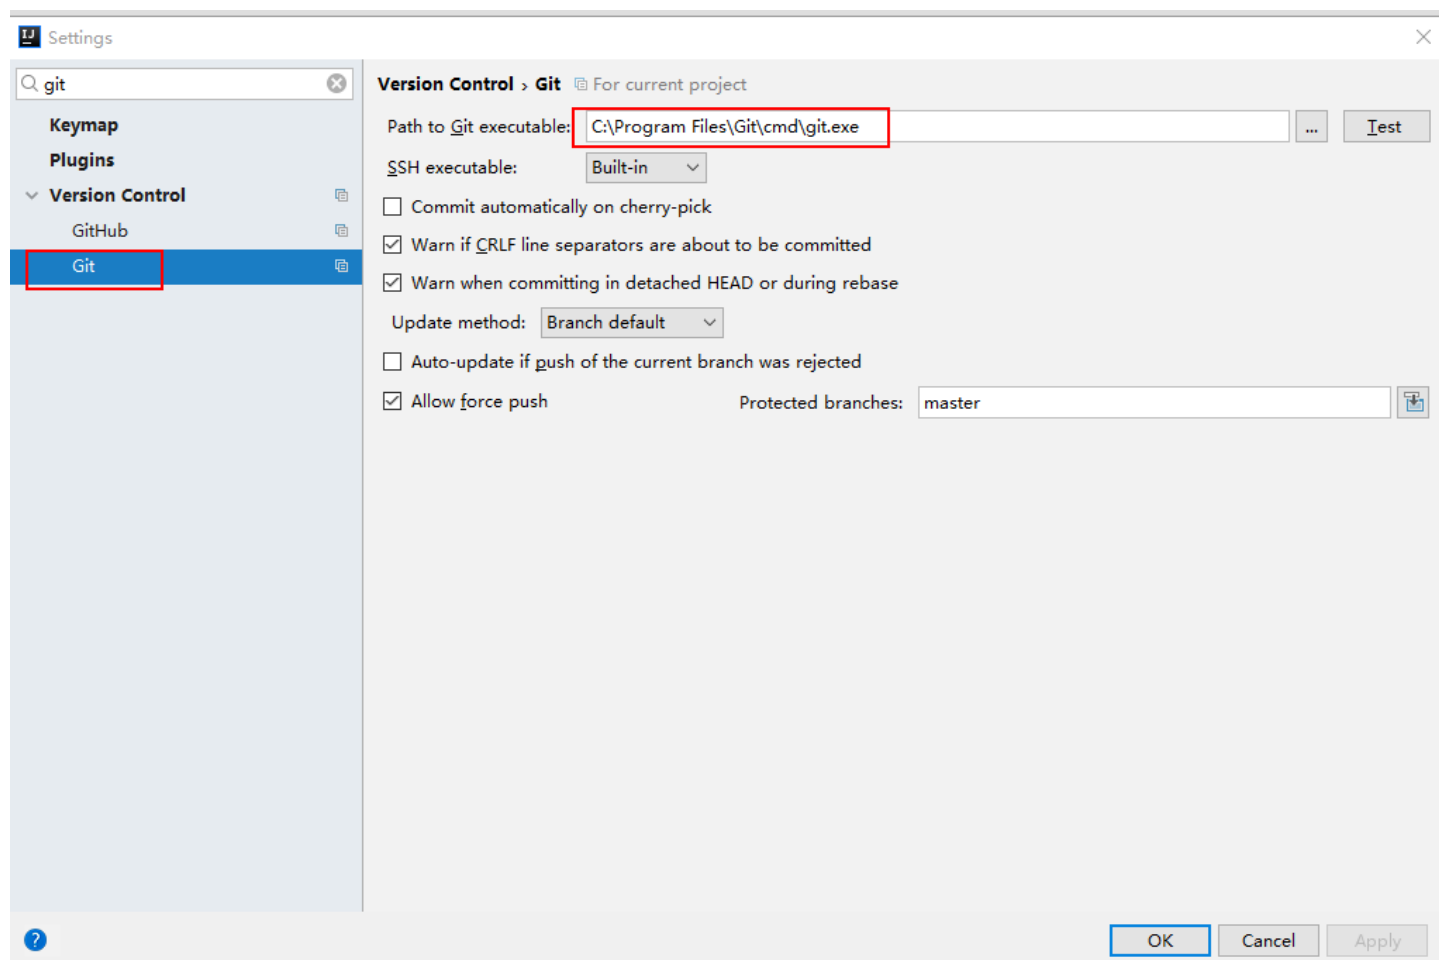 Settings
git
Keymap
Plugins
Version Control
GitHub
Git
Version Control › Git For current project
Path to Git executable: C:\Program Files\Git\cmd\git.exe ... Test
SSH executable: Built-in
Commit automatically on cherry-pick
Warn if CRLF line separators are about to be committed
Warn when committing in detached HEAD or during rebase
Update method: Branch default
Auto-update if push of the current branch was rejected
Allow force push Protected branches: master
? OK Cancel Apply